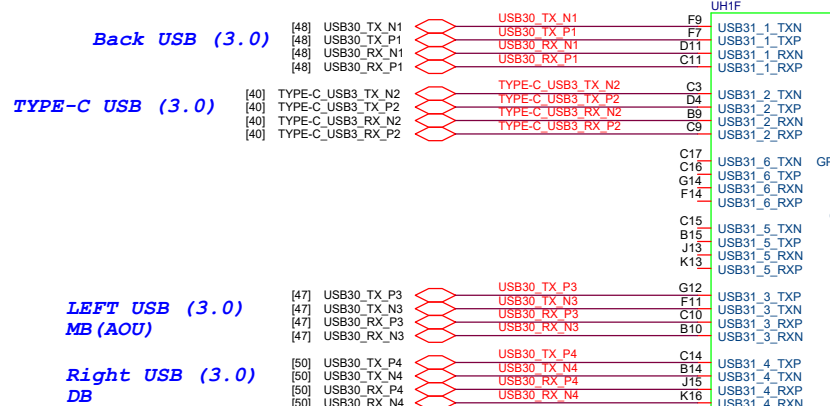 UH1F
Back USB (3.0)
[48] USB30_TX_N1 USB30_TX_N1 F9 USB31_1_TXN
[48] USB30_TX_P1 USB30_TX_P1 F7 USB31_1_TXP
[48] USB30_RX_N1 USB30_RX_N1 D11 USB31_1_RXN
[48] USB30_RX_P1 USB30_RX_P1 C11 USB31_1_RXP
TYPE-C USB (3.0)
[40] TYPE-C_USB3_TX_N2 TYPE-C_USB3_TX_N2 C3 USB31_2_TXN
[40] TYPE-C_USB3_TX_P2 TYPE-C_USB3_TX_P2 D4 USB31_2_TXP
[40] TYPE-C_USB3_RX_N2 TYPE-C_USB3_RX_N2 B9 USB31_2_RXN
[40] TYPE-C_USB3_RX_P2 TYPE-C_USB3_RX_P2 C9 USB31_2_RXP
C17 USB31_6_TXN
C16 USB31_6_TXP
G14 USB31_6_RXN
F14 USB31_6_RXP
C15 USB31_5_TXN
B15 USB31_5_TXP
J13 USB31_5_RXN
K13 USB31_5_RXP
LEFT USB (3.0)
MB(AOU)
[47] USB30_TX_P3 USB30_TX_P3 G12 USB31_3_TXP
[47] USB30_TX_N3 USB30_TX_N3 F11 USB31_3_TXN
[47] USB30_RX_P3 USB30_RX_P3 C10 USB31_3_RXP
[47] USB30_RX_N3 USB30_RX_N3 B10 USB31_3_RXN
Right USB (3.0)
DB
[50] USB30_TX_P4 USB30_TX_P4 C14 USB31_4_TXP
[50] USB30_TX_N4 USB30_TX_N4 B14 USB31_4_TXN
[50] USB30_RX_P4 USB30_RX_P4 J15 USB31_4_RXP
[50] USB30_RX_N4 USB30_RX_N4 K16 USB31_4_RXN